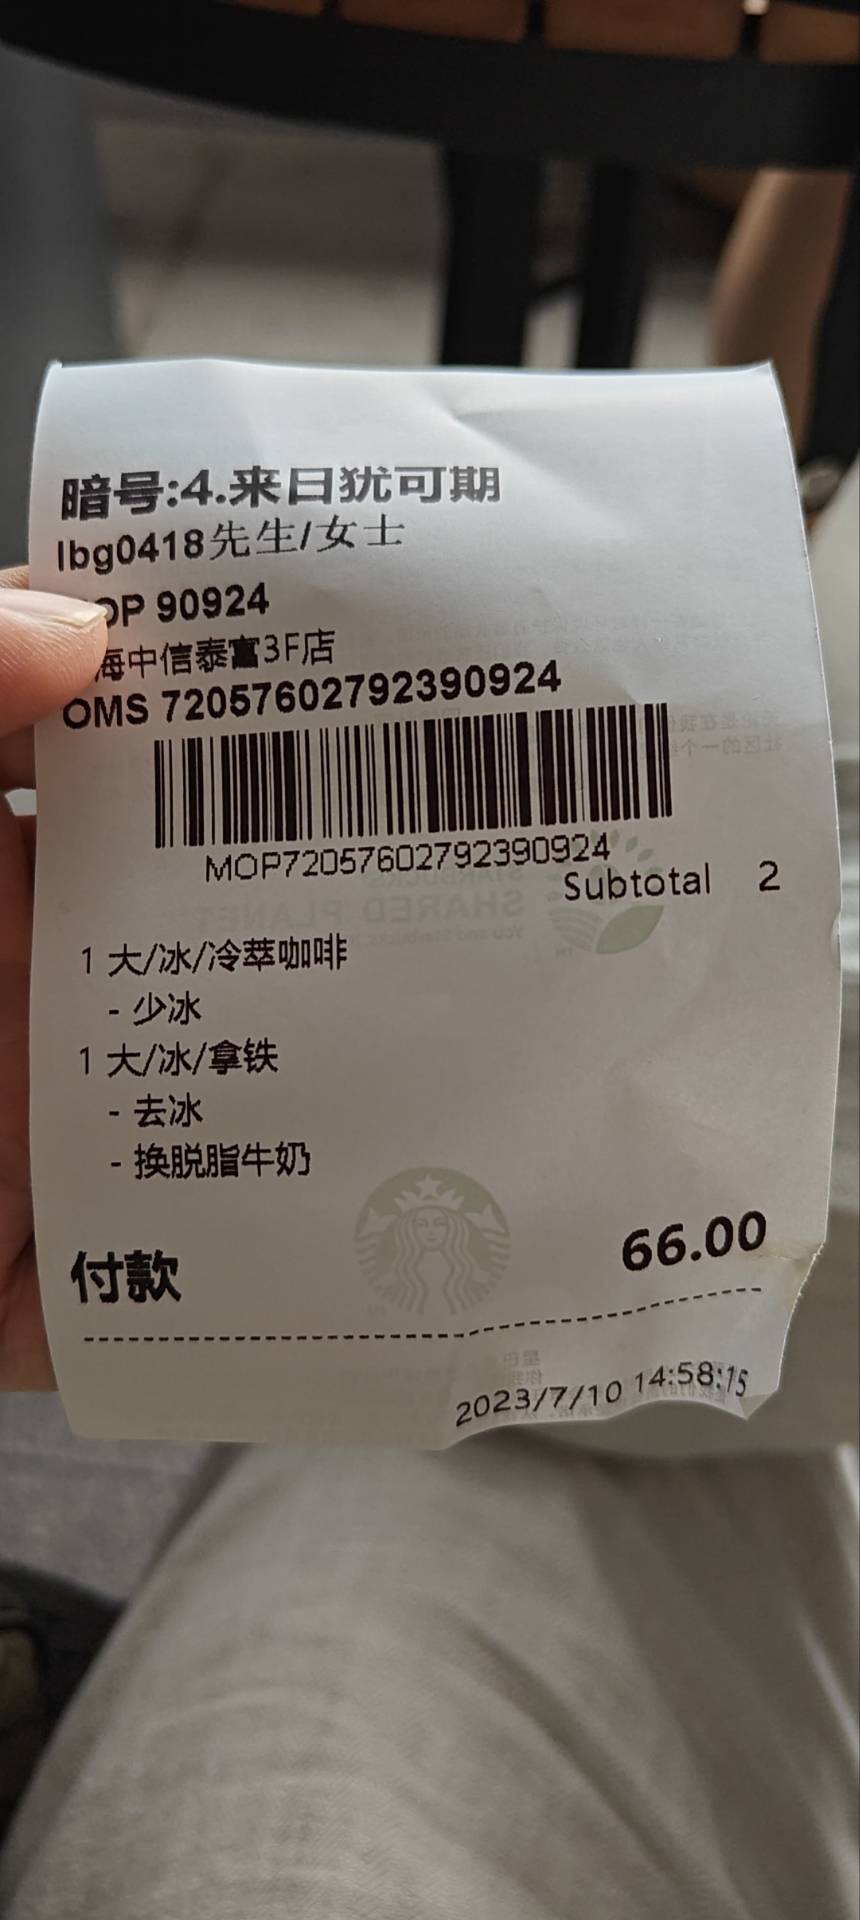 暗号:4.来日犹可期
lbg0418先生/女士
OP 90924
海中信泰富3F店
OMS 72057602792390924
MOP72057602792390924
Subtotal 2
1 大/冰/冷萃咖啡
- 少冰
1 大/冰/拿铁
- 去冰
- 换脱脂牛奶
付款 66.00
2023/7/10 14:58:15